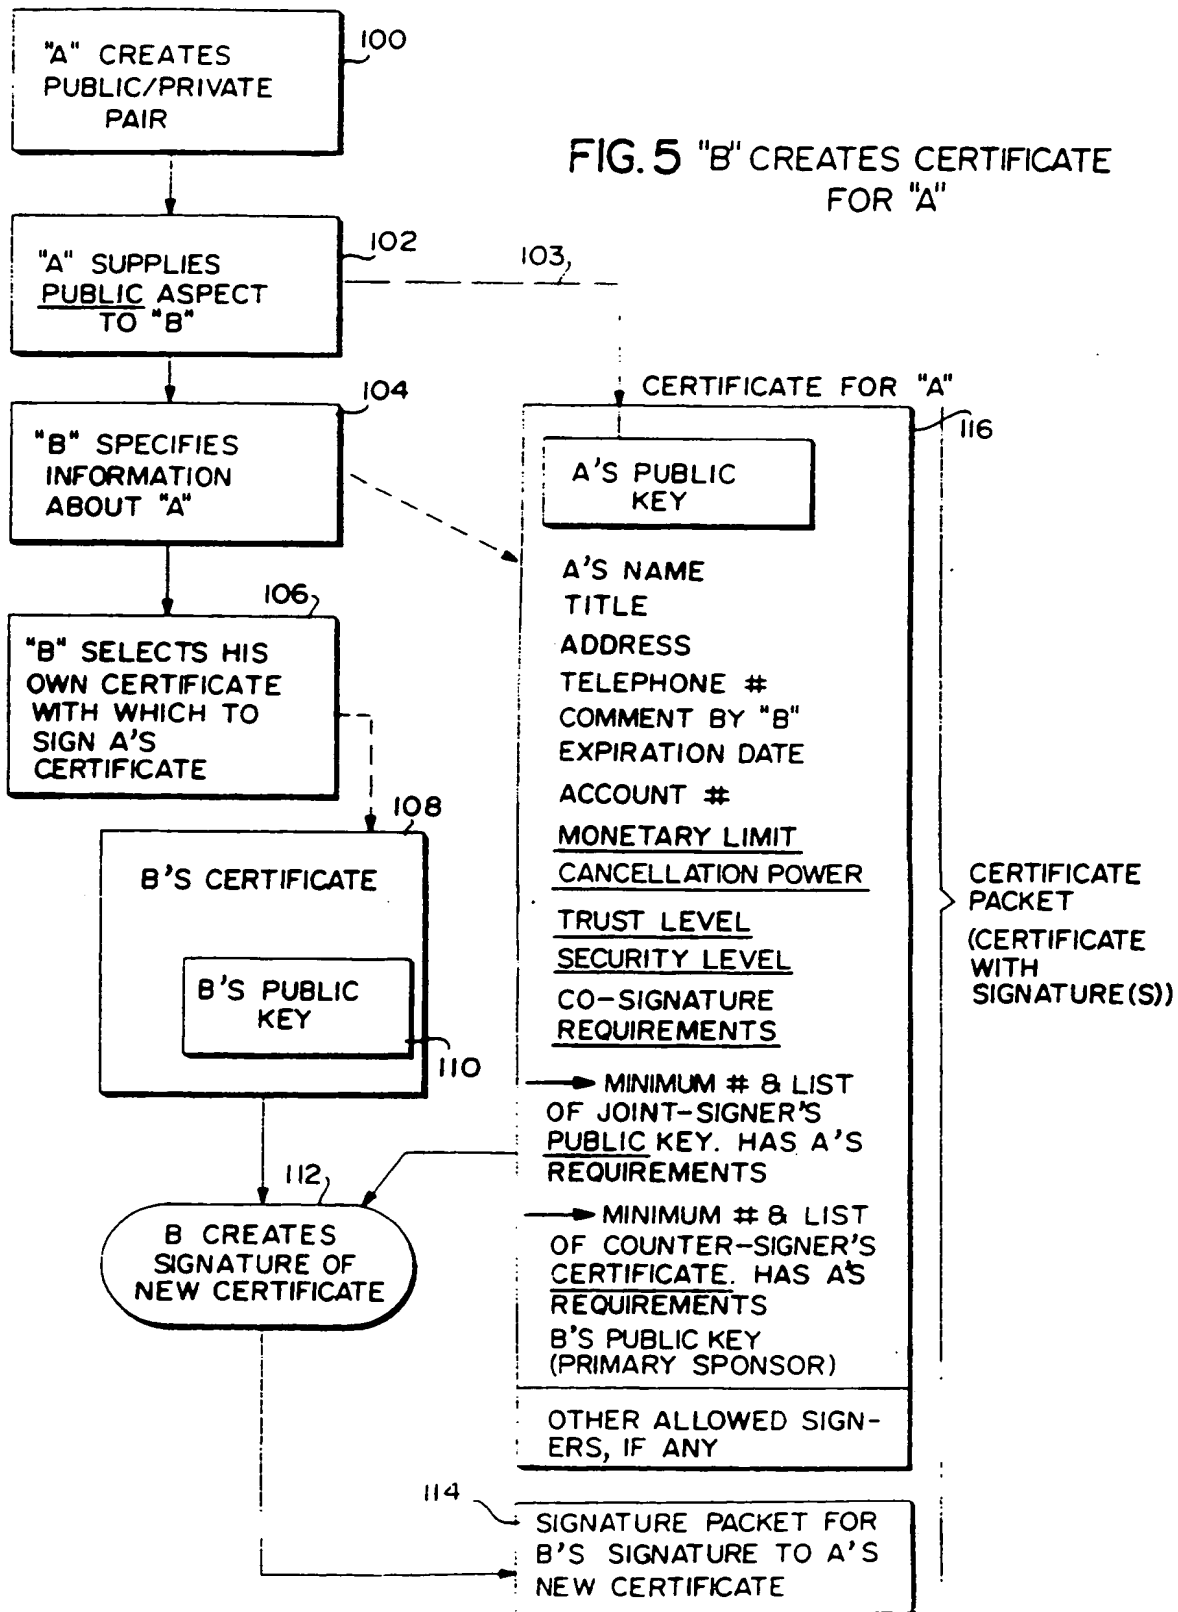 "A" CREATES
PUBLIC/PRIVATE
PAIR
100
FIG. 5 "B" CREATES CERTIFICATE
FOR "A"
"A" SUPPLIES
PUBLIC ASPECT
TO "B"
102
103
"B" SPECIFIES
INFORMATION
ABOUT "A"
104
"B" SELECTS HIS
OWN CERTIFICATE
WITH WHICH TO
SIGN A'S
CERTIFICATE
106
B'S CERTIFICATE
108
B'S PUBLIC
KEY
110
B CREATES
SIGNATURE OF
NEW CERTIFICATE
112
CERTIFICATE FOR "A"
116
A'S PUBLIC
KEY
A'S NAME
TITLE
ADDRESS
TELEPHONE #
COMMENT BY "B"
EXPIRATION DATE
ACCOUNT #
MONETARY LIMIT
CANCELLATION POWER
TRUST LEVEL
SECURITY LEVEL
CO-SIGNATURE
REQUIREMENTS
MINIMUM # & LIST
OF JOINT-SIGNER'S
PUBLIC KEY. HAS A'S
REQUIREMENTS
MINIMUM # & LIST
OF COUNTER-SIGNER'S
CERTIFICATE. HAS A'S
REQUIREMENTS
B'S PUBLIC KEY
(PRIMARY SPONSOR)
OTHER ALLOWED SIGN-
ERS, IF ANY
CERTIFICATE
PACKET
(CERTIFICATE
WITH
SIGNATURE(S))
114
SIGNATURE PACKET FOR
B'S SIGNATURE TO A'S
NEW CERTIFICATE